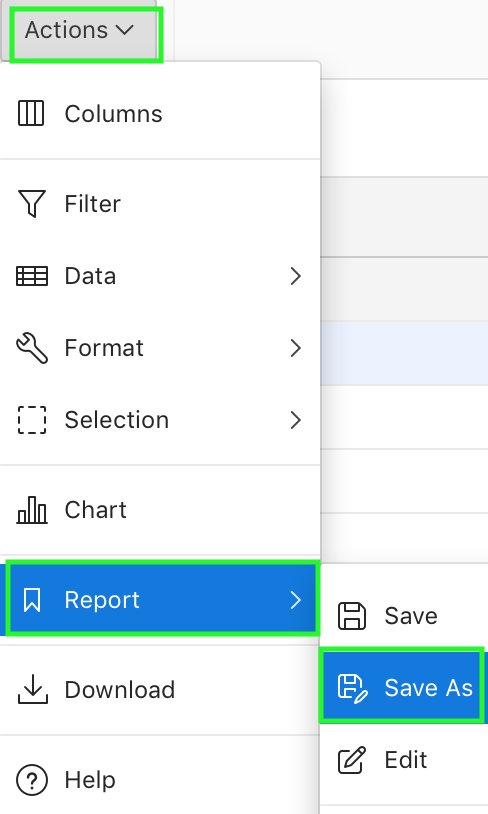 Actions
Columns
Filter
Data
Format
Selection
Chart
Report
Download
Help
Save
Save As
Edit